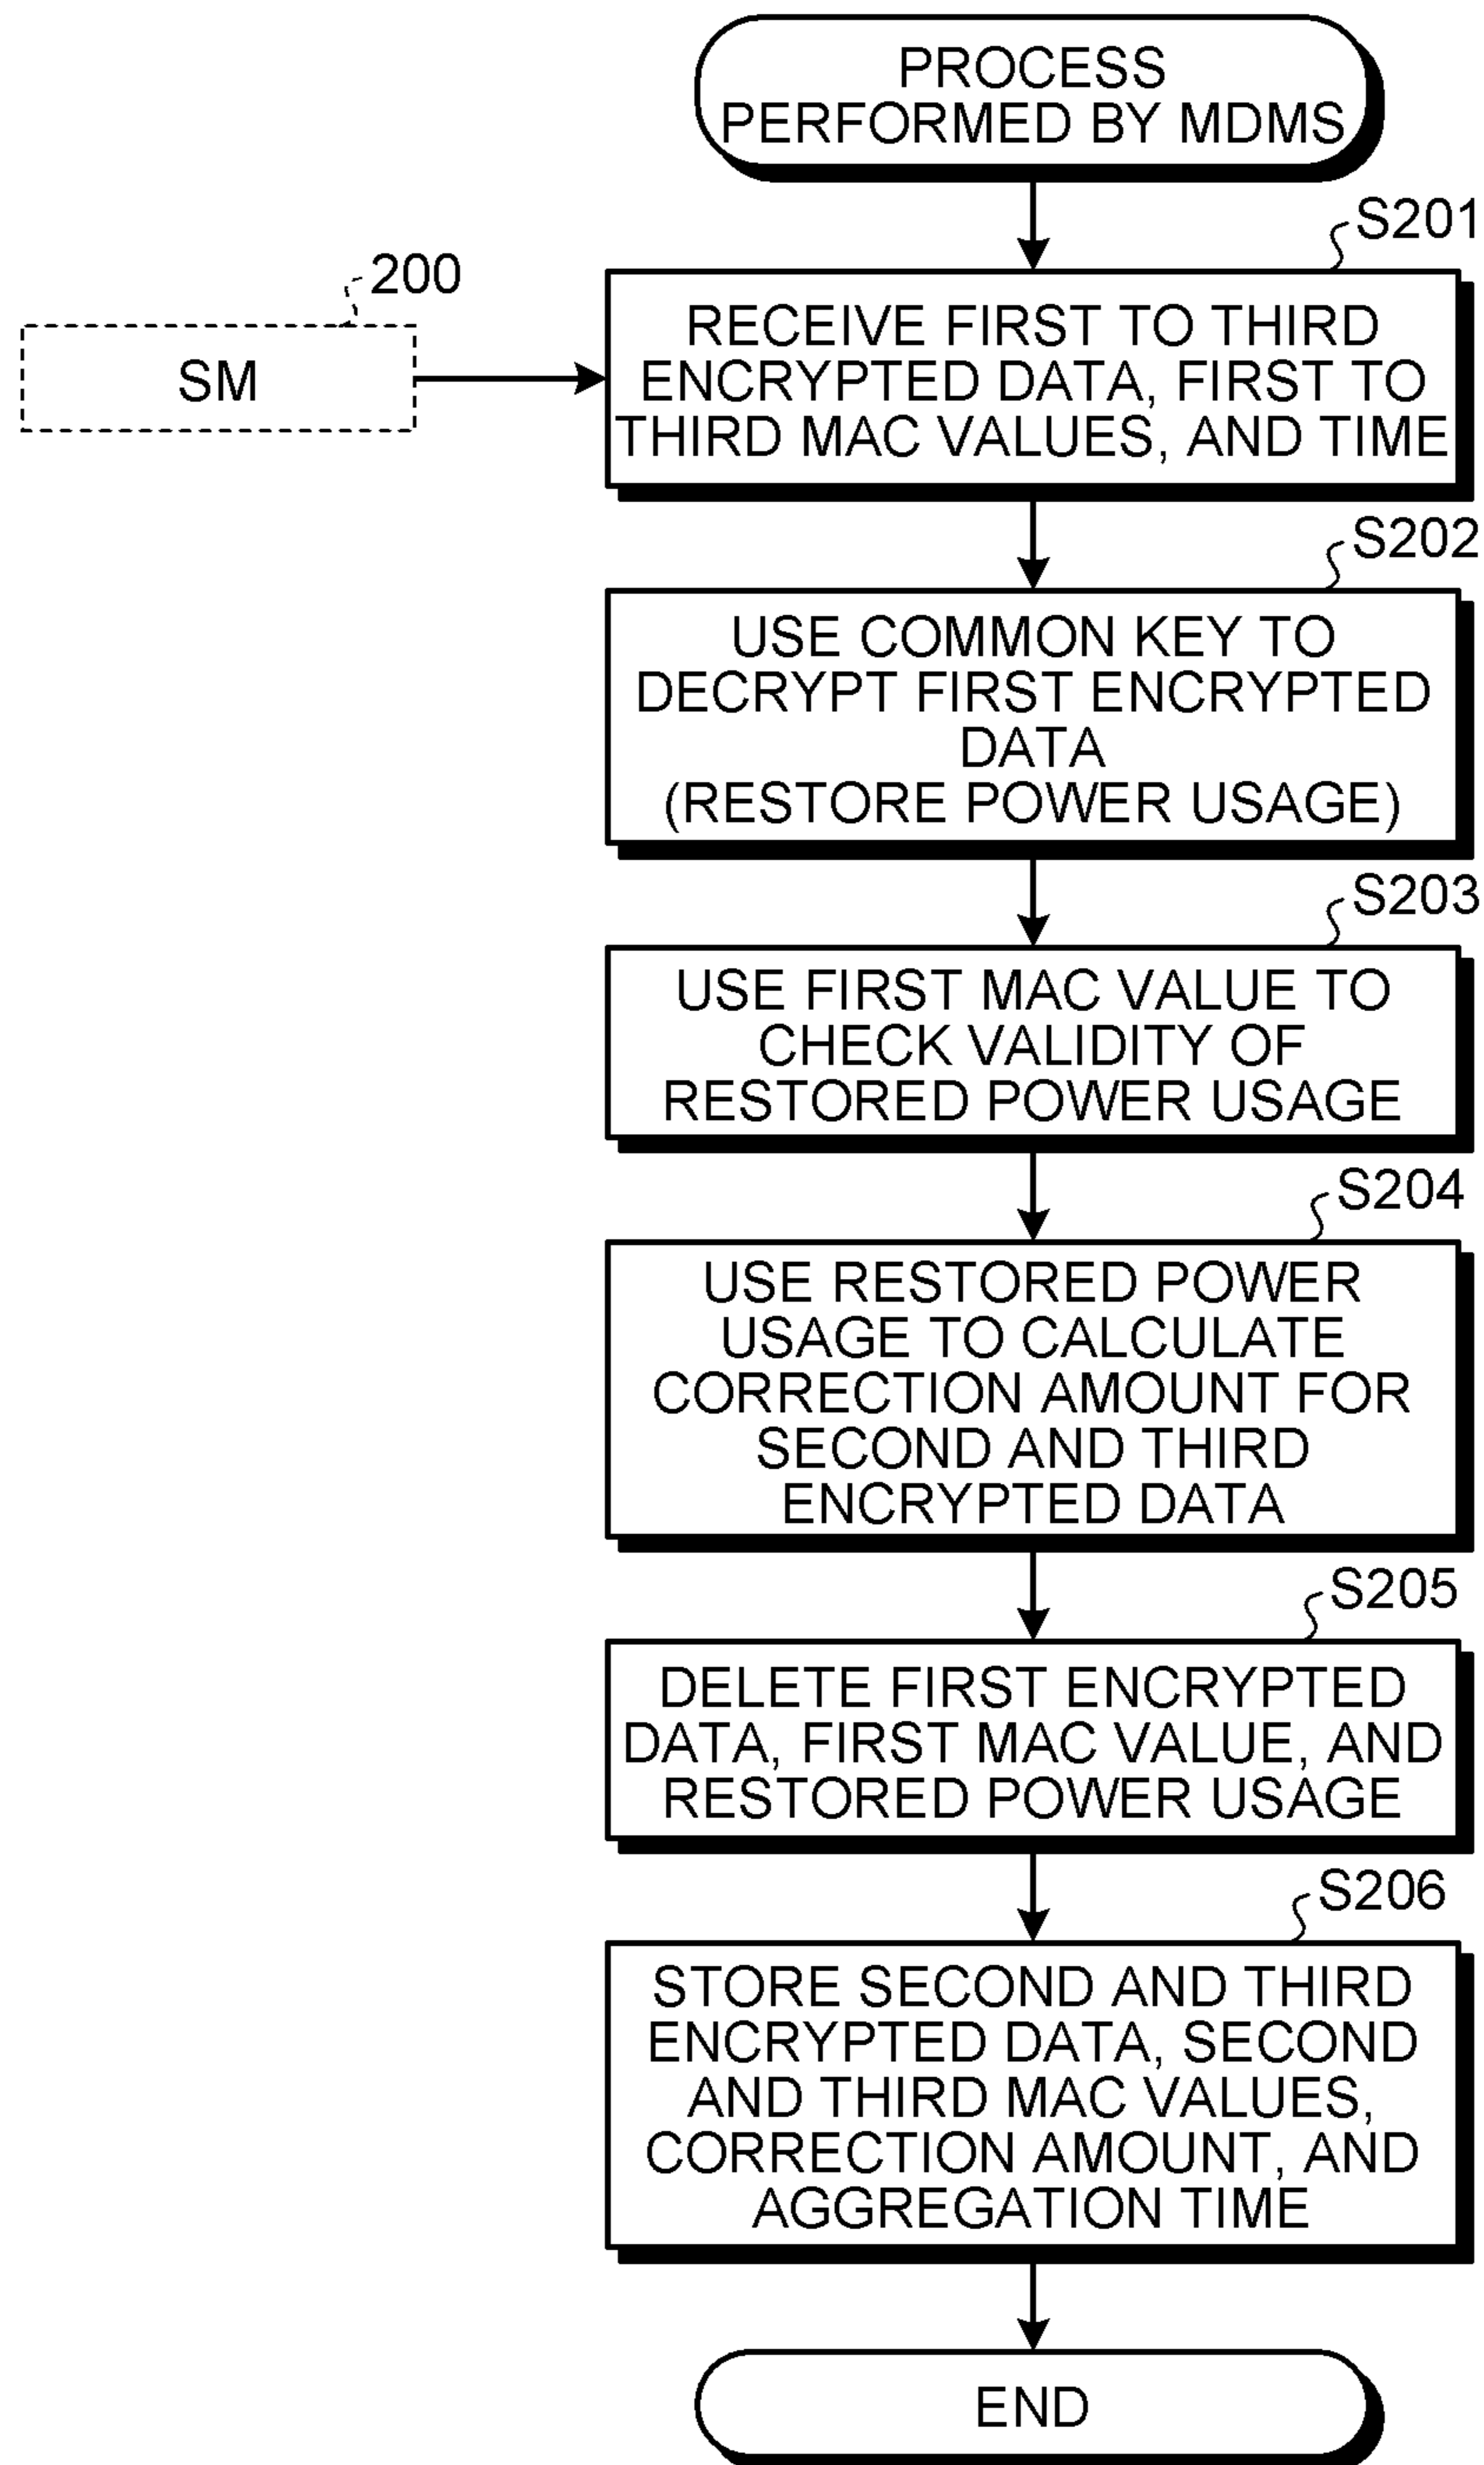 PROCESS
PERFORMED BY MDMS
S201
200
SM
RECEIVE FIRST TO THIRD
ENCRYPTED DATA, FIRST TO
THIRD MAC VALUES, AND TIME
S202
USE COMMON KEY TO
DECRYPT FIRST ENCRYPTED
DATA
(RESTORE POWER USAGE)
S203
USE FIRST MAC VALUE TO
CHECK VALIDITY OF
RESTORED POWER USAGE
S204
USE RESTORED POWER
USAGE TO CALCULATE
CORRECTION AMOUNT FOR
SECOND AND THIRD
ENCRYPTED DATA
S205
DELETE FIRST ENCRYPTED
DATA, FIRST MAC VALUE, AND
RESTORED POWER USAGE
S206
STORE SECOND AND THIRD
ENCRYPTED DATA, SECOND
AND THIRD MAC VALUES,
CORRECTION AMOUNT, AND
AGGREGATION TIME
END